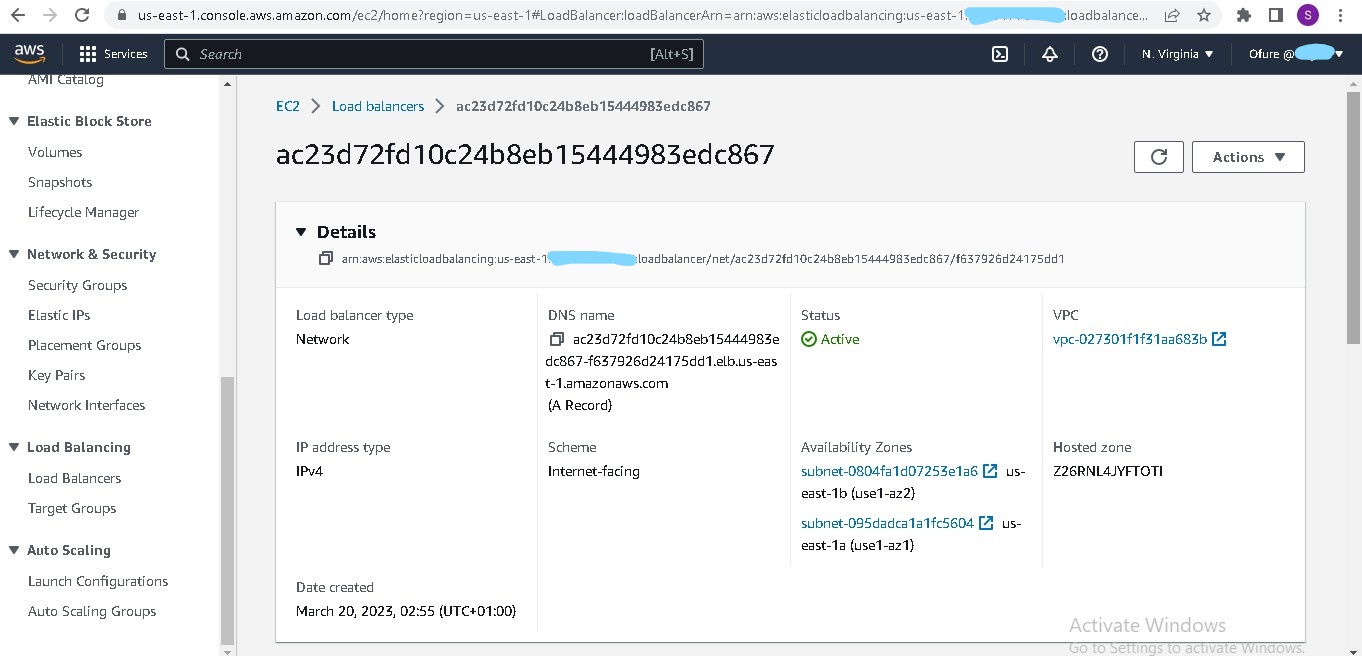 us-east-1.console.aws.amazon.com/ec2/home?region=us-east-1#LoadBalancer:loadBalancerArn=arn:aws:elasticloadbalancing:us-east-1: :loadbalance...
S
aws
Services
Search
[Alt+S]
N. Virginia
Ofure @
AMI Catalog
Elastic Block Store
Volumes
Snapshots
Lifecycle Manager
Network & Security
Security Groups
Elastic IPs
Placement Groups
Key Pairs
Network Interfaces
Load Balancing
Load Balancers
Target Groups
Auto Scaling
Launch Configurations
Auto Scaling Groups
EC2 > Load balancers > ac23d72fd10c24b8eb15444983edc867
ac23d72fd10c24b8eb15444983edc867
Actions
Details
arn:aws:elasticloadbalancing:us-east-1: :loadbalancer/net/ac23d72fd10c24b8eb15444983edc867/f637926d24175dd1
Load balancer type
Network
DNS name
ac23d72fd10c24b8eb15444983e
dc867-f637926d24175dd1.elb.us-eas
t-1.amazonaws.com
(A Record)
Status
Active
VPC
vpc-027301f1f31aa683b
IP address type
IPv4
Scheme
Internet-facing
Availability Zones
subnet-0804fa1d07253e1a6 us-
east-1b (use1-az2)
subnet-095dadca1a1fc5604 us-
east-1a (use1-az1)
Hosted zone
Z26RNL4JYFTOTI
Date created
March 20, 2023, 02:55 (UTC+01:00)
Activate Windows
Go to Settings to activate Windows.